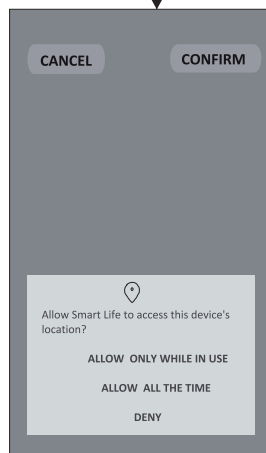 CANCEL
CONFIRM
Allow Smart Life to access this device's
location?
ALLOW ONLY WHILE IN USE
ALLOW ALL THE TIME
DENY